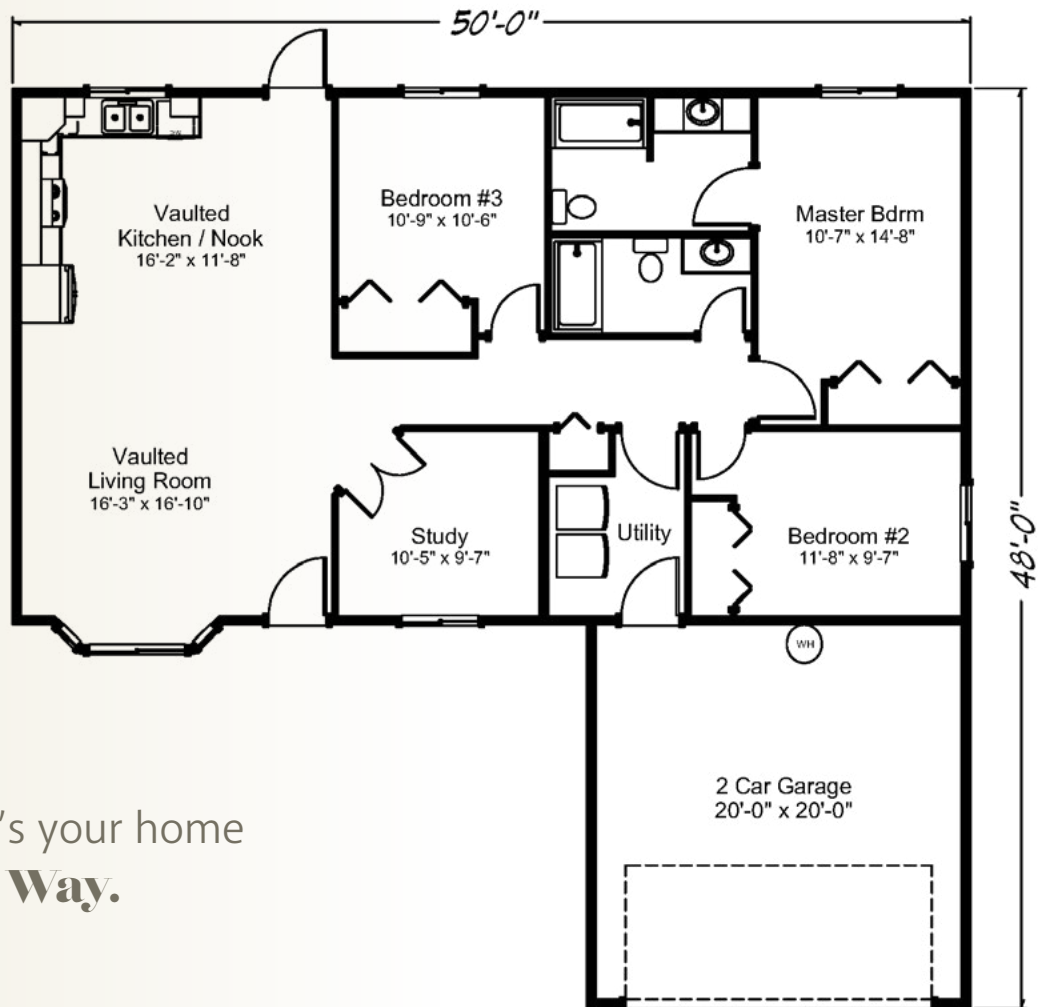 50'-0"
Vaulted
Kitchen / Nook
16'-2" x 11'-8"
Bedroom #3
10'-9" x 10'-6"
Master Bdrm
10'-7" x 14'-8"
Vaulted
Living Room
16'-3" x 16'-10"
Study
10'-5" x 9'-7"
Utility
Bedroom #2
11'-8" x 9'-7"
48'-0"
WH
2 Car Garage
20'-0" x 20'-0"
's your home
Way.